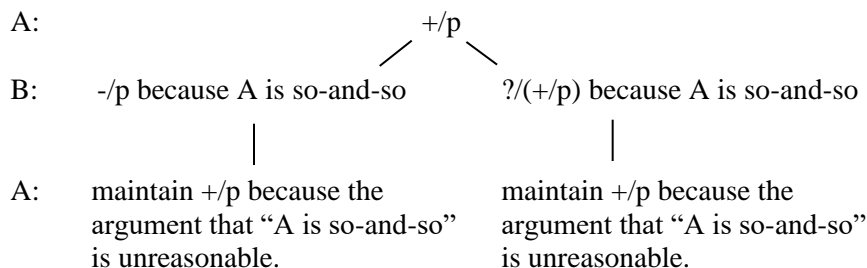 A: +/p
B: -/p because A is so-and-so ?/(+/p) because A is so-and-so
A: maintain +/p because the maintain +/p because the
argument that “A is so-and-so” argument that “A is so-and-so”
is unreasonable. is unreasonable.